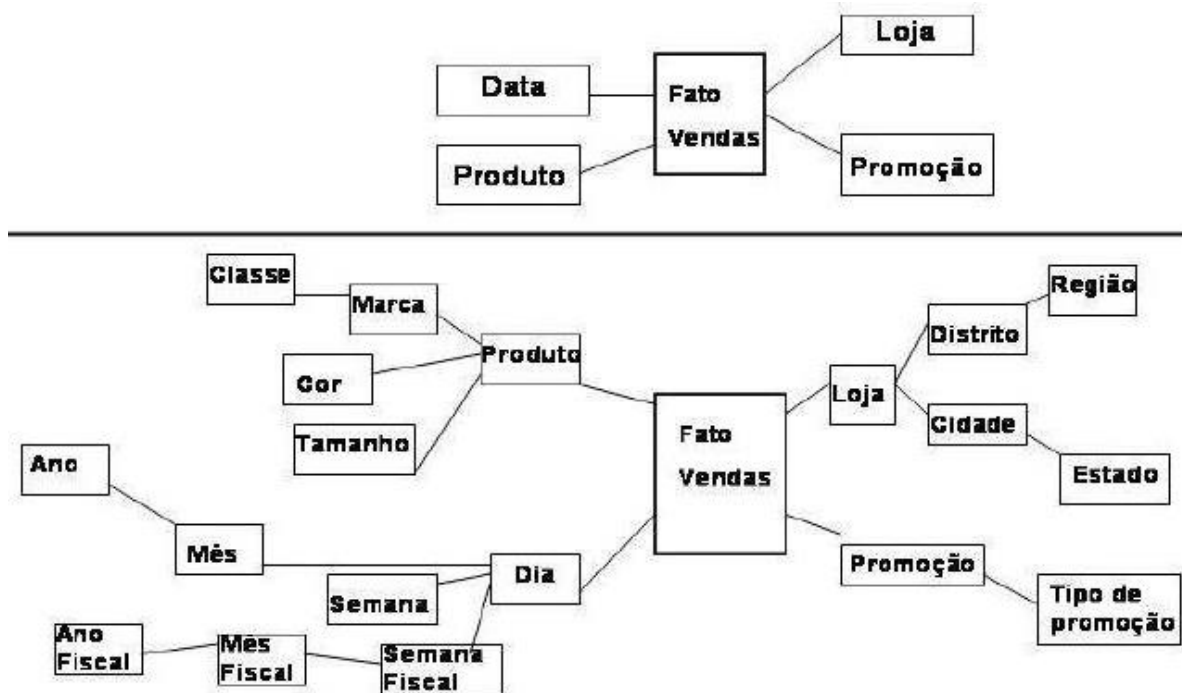 Loja
Data
Fato
Vendas
Produto
Promoção
Classe
Região
Marca
Distrito
Produto
Cor
Loja
Cidade
Tamanho
Fato
Vendas
Ano
Estado
Mês
Dia
Promoção
Semana
Tipo de
promoção
Ano
Fiscal
Mês
Fiscal
Semana
Fiscal